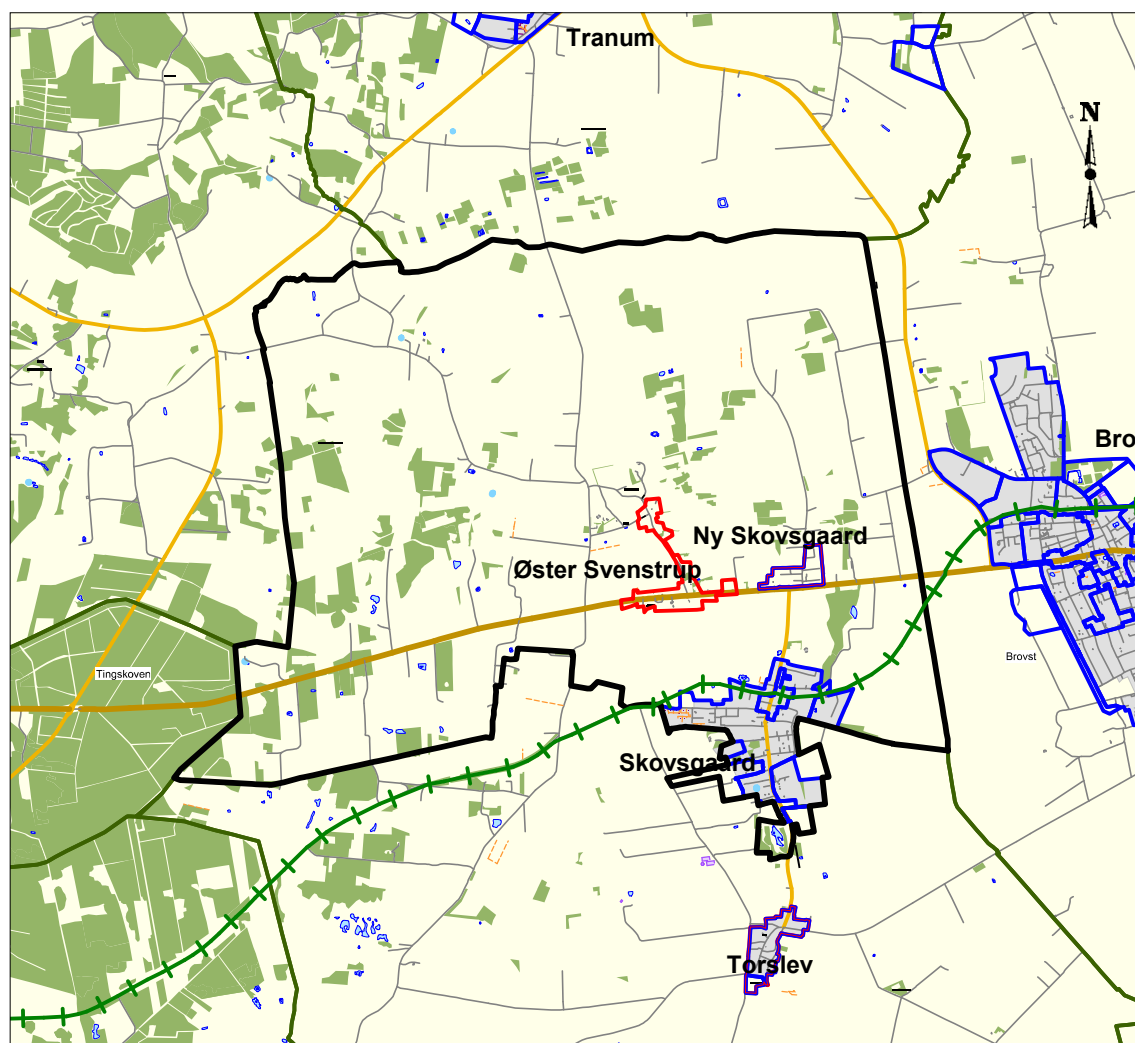 Tranum
N
Bro
Ny Skovsgaard
Øster Svenstrup
Brovst
Tingskoven
Skovsgaard
Torslev